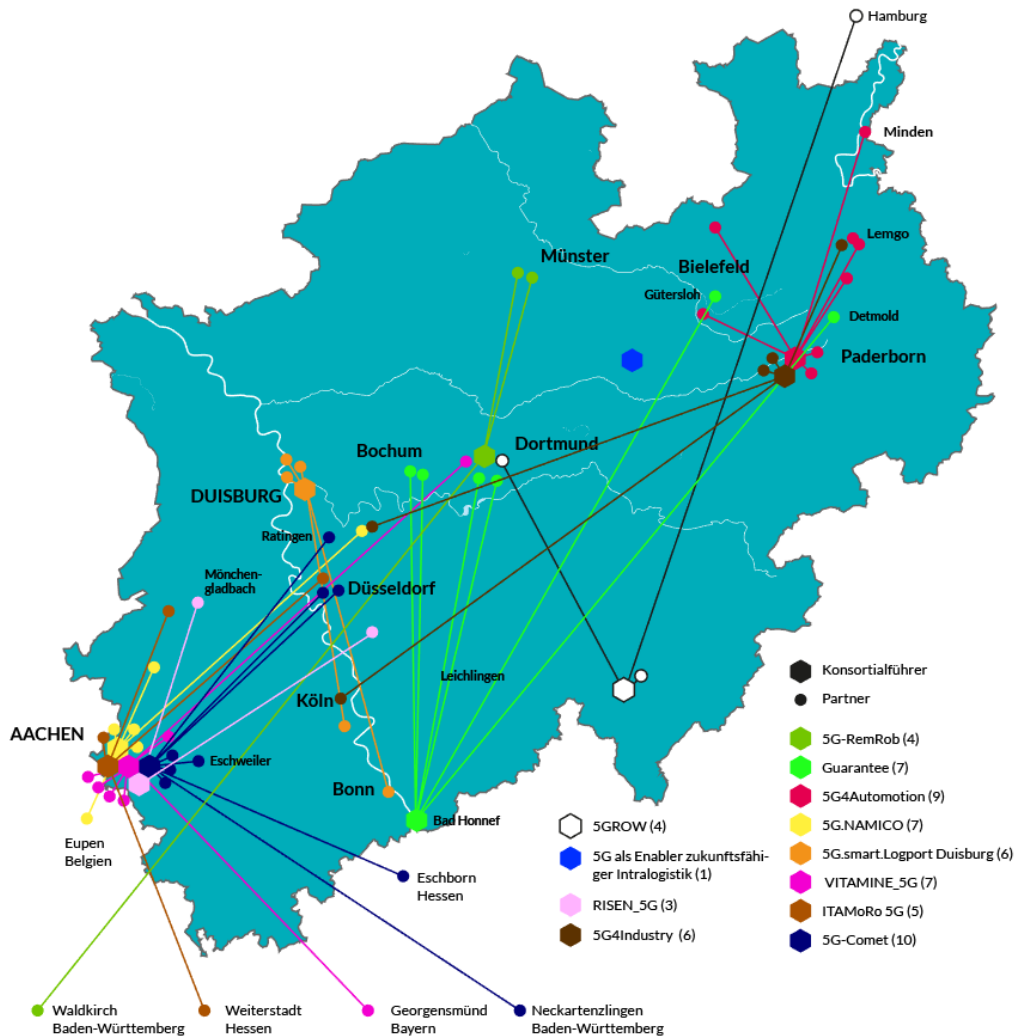 Hamburg
Minden
Lemgo
Münster
Bielefeld
Gütersloh
Detmold
Paderborn
Dortmund
Bochum
DUISBURG
Ratingen
Mönchen-
gladbach
Düsseldorf
Leichlingen
Köln
AACHEN
Eschweiler
Bonn
Bad Honnef
Eupen
Belgien
Eschborn
Hessen
Waldkirch
Baden-Württemberg
Weiterstadt
Hessen
Georgensmünd
Bayern
Neckartenzlingen
Baden-Württemberg
5GROW (4)
5G als Enabler zukunftsfähi-
ger Intralogistik (1)
RISEN_5G (3)
5G4Industry (6)
Konsortialführer
Partner
5G-RemRob (4)
Guarantee (7)
5G4Automotion (9)
5G.NAMICO (7)
5G.smart.Logport Duisburg (6)
VITAMINE_5G (7)
ITAMoRo 5G (5)
5G-Comet (10)